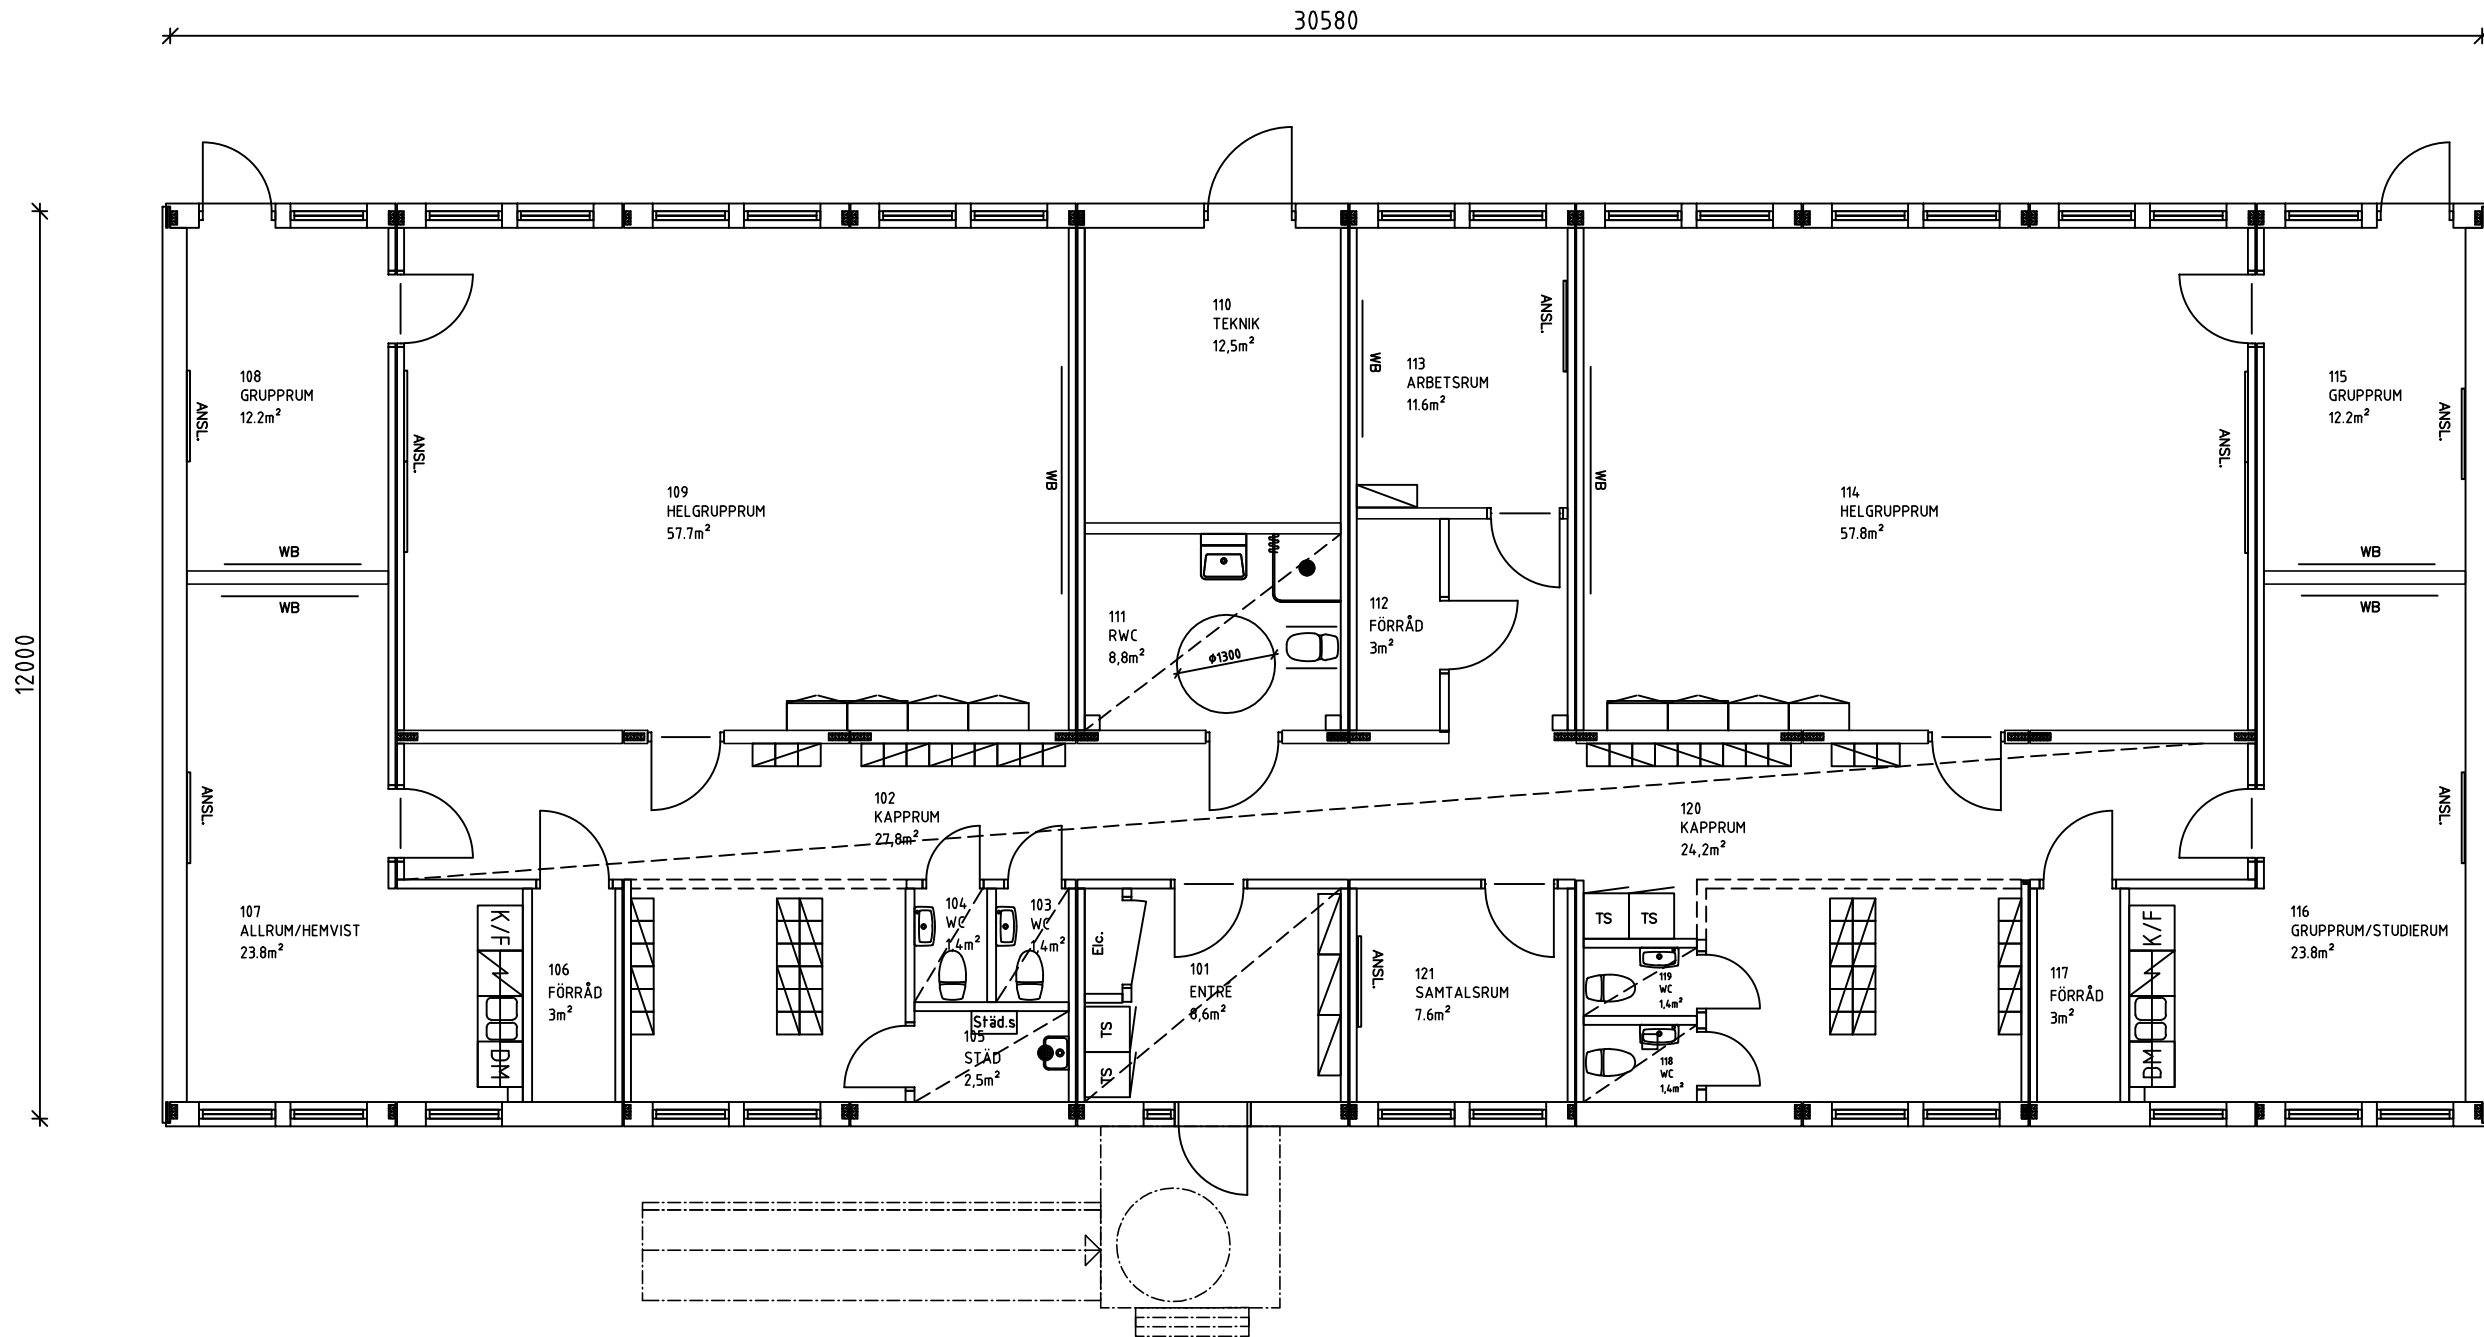 30580
12000
108
GRUPPRUM
12.2m²
ANSL.
WB
WB
ANSL.
109
HELGRUPPRUM
57.7m²
WB
110
TEKNIK
12,5m²
111
RWC
8,8m²
ø1300
WB
113
ARBETSRUM
11.6m²
ANSL.
112
FÖRRÅD
3m²
WB
114
HELGRUPPRUM
57.8m²
ANSL.
115
GRUPPRUM
12.2m²
ANSL.
WB
WB
ANSL.
107
ALLRUM/HEMVIST
23.8m²
K/F
DM
106
FÖRRÅD
3m²
102
KAPPRUM
27,8m²
104
WC
1,4m²
103
WC
1,4m²
Städ.s
105
STÄD
2,5m²
Elc.
TS
TS
101
ENTRE
8,6m²
ANSL.
121
SAMTALSRUM
7.6m²
120
KAPPRUM
24,2m²
TS
TS
119
WC
1,4m²
118
WC
1,4m²
117
FÖRRÅD
3m²
K/F
DM
ANSL.
116
GRUPPRUM/STUDIERUM
23.8m²